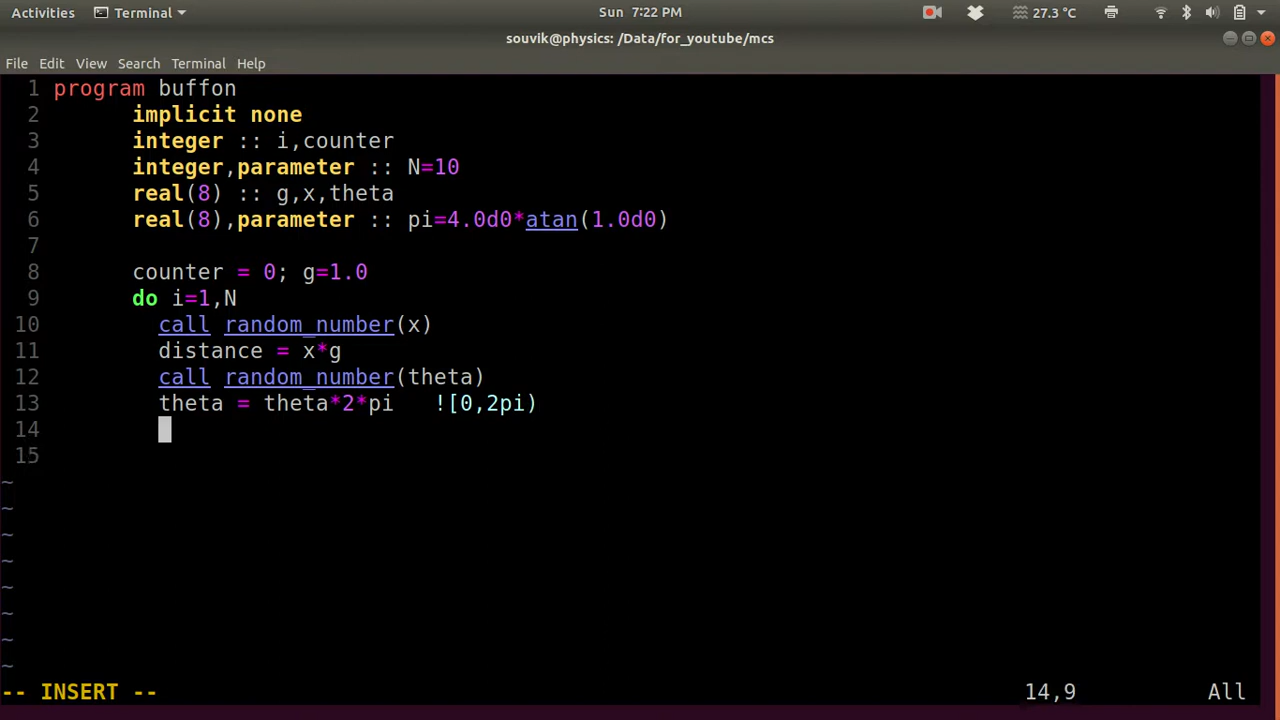 Activities Terminal Sun 7:22 PM 27.3 °C
souvik@physics: /Data/for_youtube/mcs
File Edit View Search Terminal Help
1 program buffon
2 implicit none
3 integer :: i,counter
4 integer,parameter :: N=10
5 real(8) :: g,x,theta
6 real(8),parameter :: pi=4.0d0*atan(1.0d0)
7
8 counter = 0; g=1.0
9 do i=1,N
10 call random_number(x)
11 distance = x*g
12 call random_number(theta)
13 theta = theta*2*pi ![0,2pi)
14
15
~
~
~
~
~
~
~
~
-- INSERT -- 14,9 All